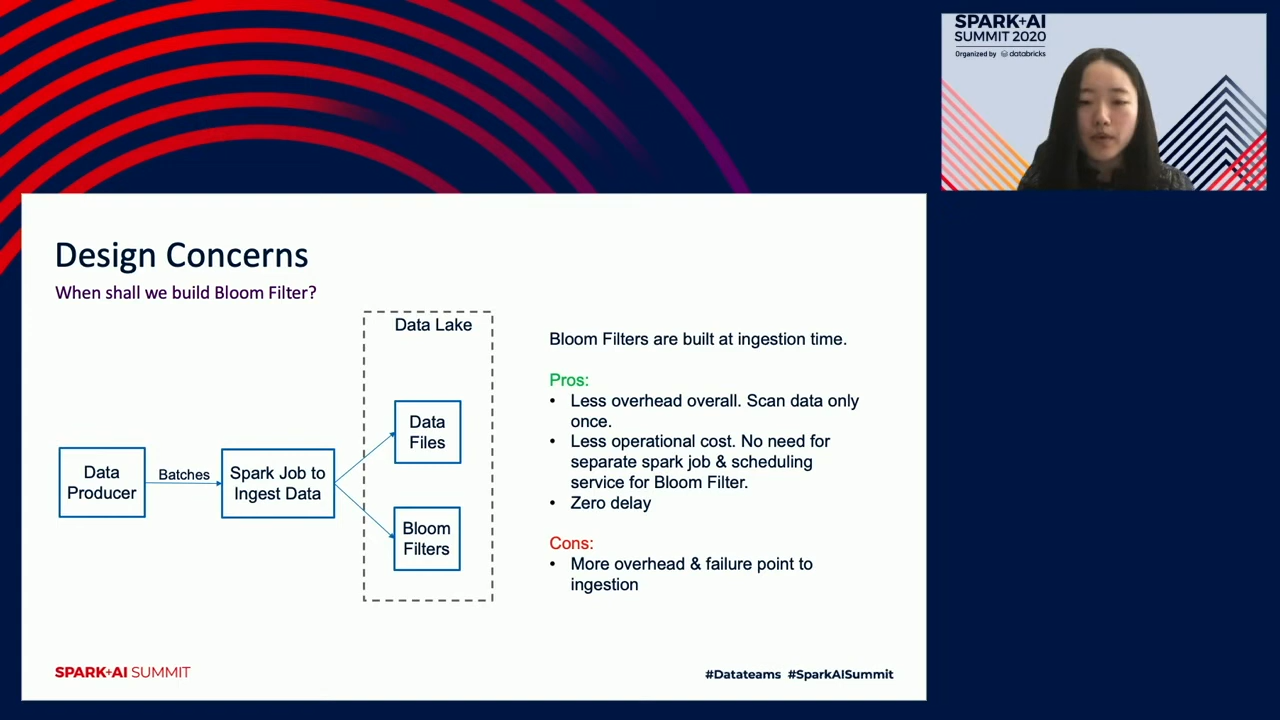 SPARK+AI
SUMMIT 2020
Organized by databricks
Design Concerns
When shall we build Bloom Filter?
Data Lake
Data
Files
Data
Producer
Batches
Spark Job to
Ingest Data
Bloom
Filters
Bloom Filters are built at ingestion time.
Pros:
• Less overhead overall. Scan data only
once.
• Less operational cost. No need for
separate spark job & scheduling
service for Bloom Filter.
• Zero delay
Cons:
• More overhead & failure point to
ingestion
SPARK+AI SUMMIT
#Datateams #SparkAISummit